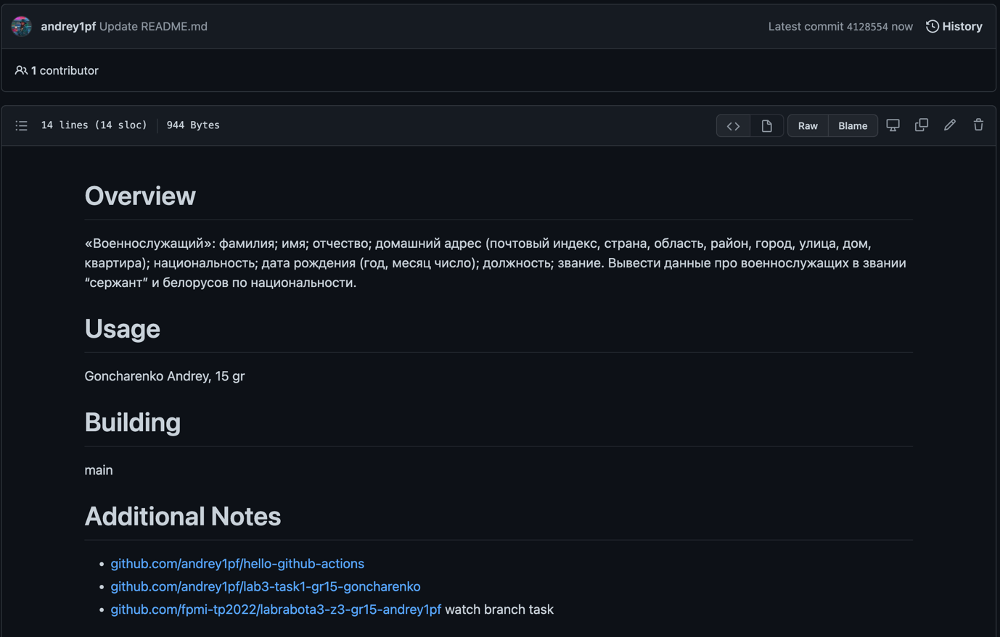 andrey1pf Update README.md
Latest commit 4128554 now
History
1 contributor
14 lines (14 sloc)
944 Bytes
Raw
Blame
Overview
«Военнослужащий»: фамилия; имя; отчество; домашний адрес (почтовый индекс, страна, область, район, город, улица, дом,
квартира); национальность; дата рождения (год, месяц число); должность; звание. Вывести данные про военнослужащих в звании
“сержант” и белорусов по национальности.
Usage
Goncharenko Andrey, 15 gr
Building
main
Additional Notes
github.com/andrey1pf/hello-github-actions
github.com/andrey1pf/lab3-task1-gr15-goncharenko
github.com/fpmi-tp2022/labrabota3-z3-gr15-andrey1pf watch branch task